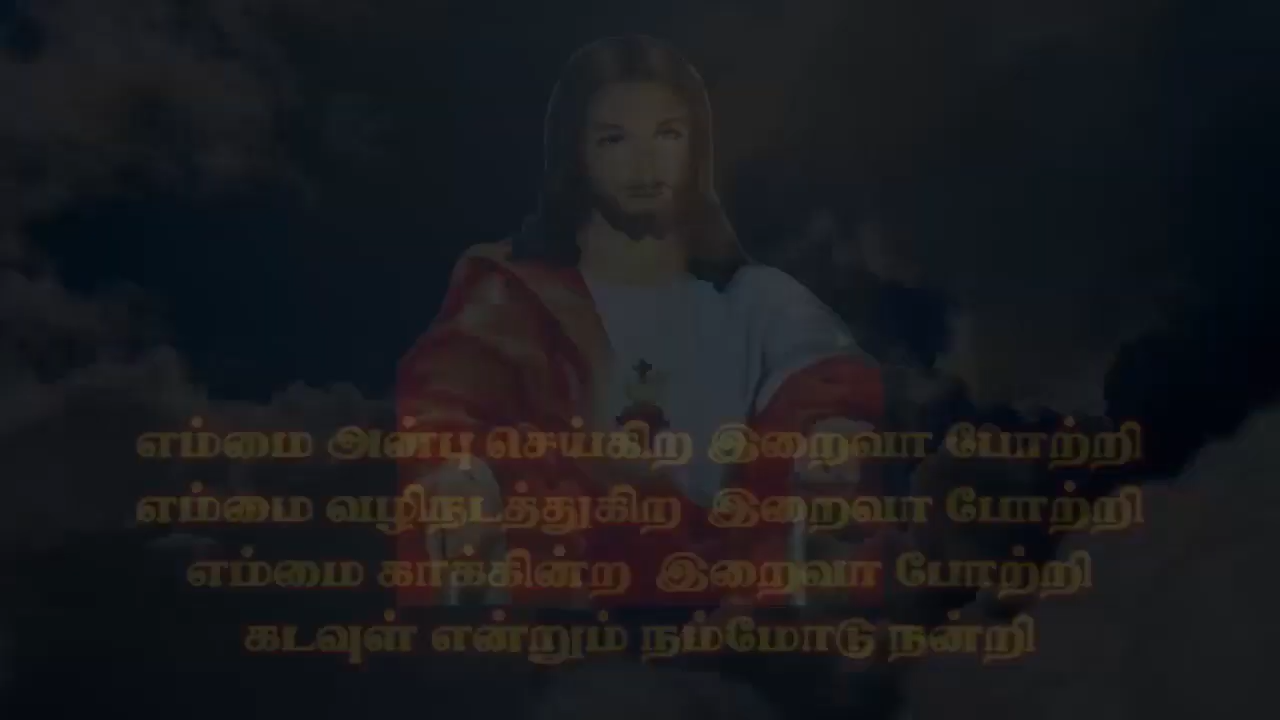 எம்மை அன்பு செய்கிற இறைவா போற்றி
எம்மை வழிநடத்துகிற இறைவா போற்றி
எம்மை காக்கின்ற இறைவா போற்றி
கடவுள் என்றும் நம்மோடு நன்றி